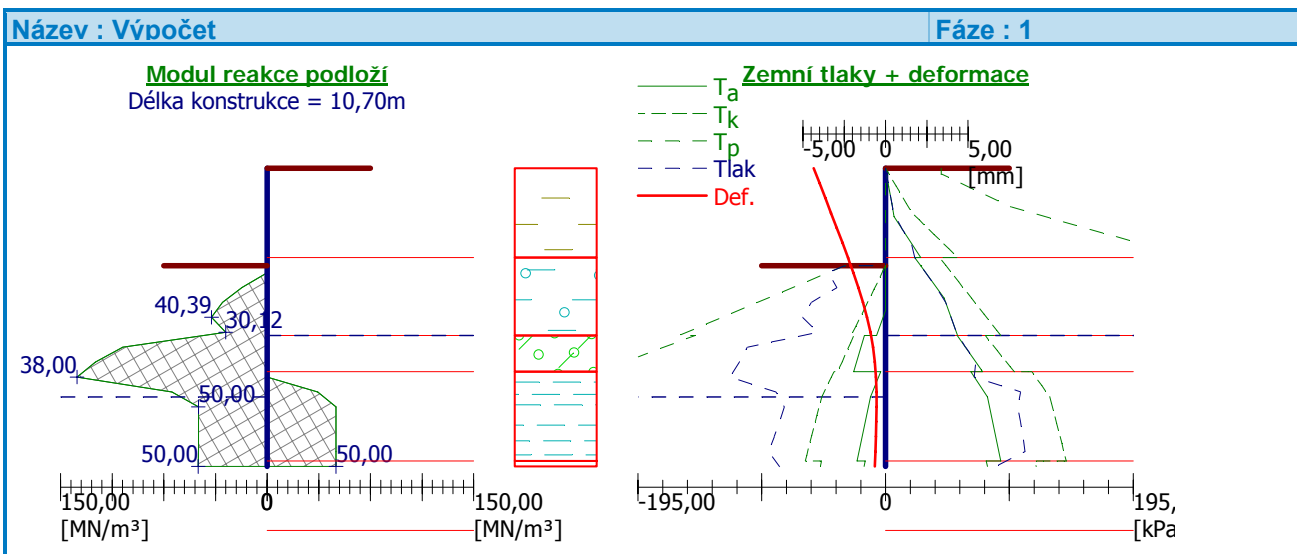 Název : Výpočet
Fáze : 1
Modul reakce podloží
Délka konstrukce = 10,70m
40,39
30,12
38,00
50,00
50,00
50,00
150,00
0
150,00
[MN/m³]
[MN/m³]
Zemní tlaky + deformace
Ta
Tk
Tp
Tlak
Def.
-5,00
0
5,00
[mm]
-195,00
0
195,
[kPa